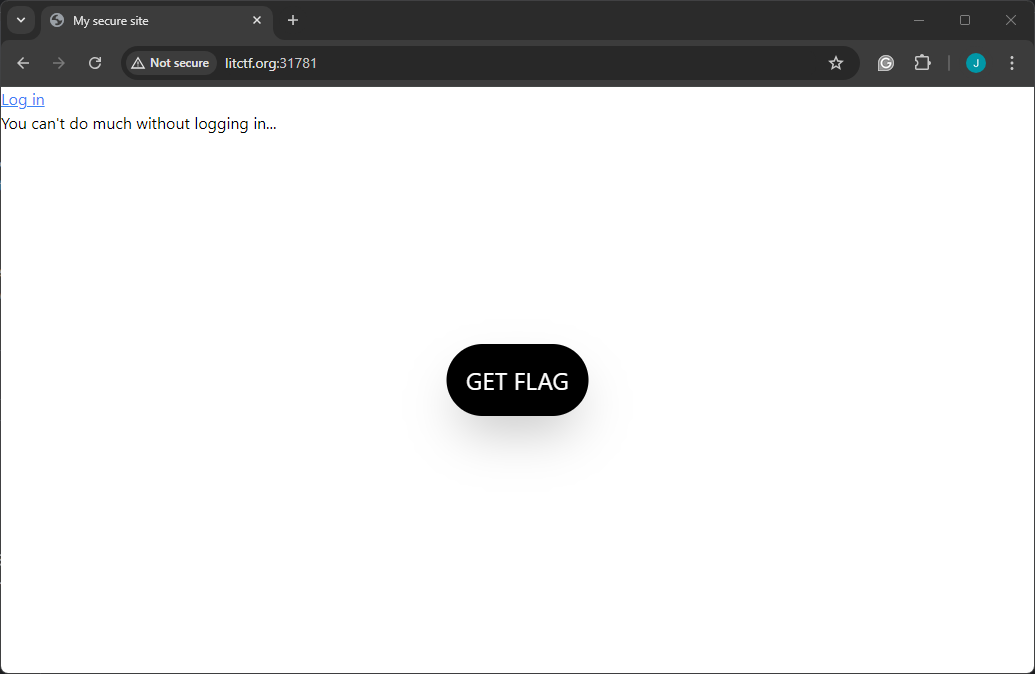 My secure site
Not secure
litctf.org:31781
J
Log in
You can't do much without logging in...
GET FLAG